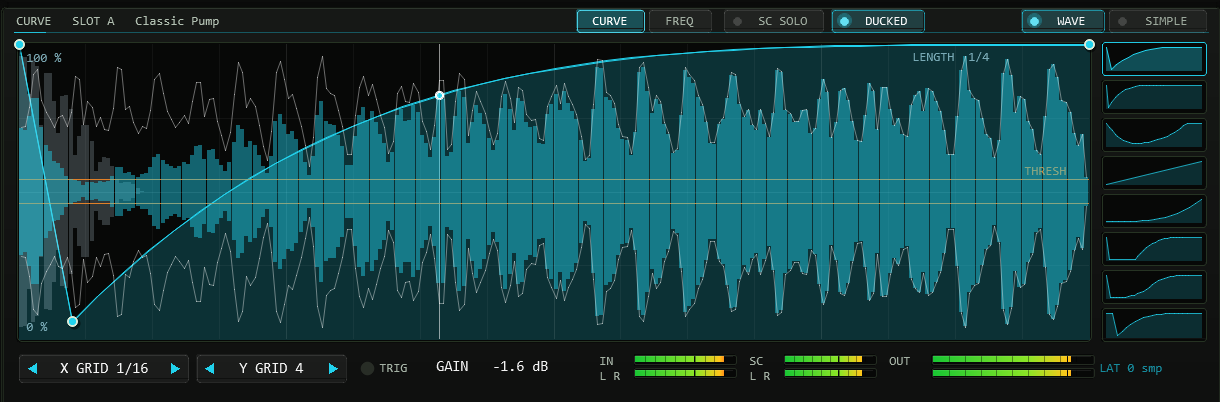 CURVE SLOT A Classic Pump CURVE FREQ SC SOLO DUCKED WAVE SIMPLE
100 % LENGTH 1/4
THRESH
0 %
X GRID 1/16 Y GRID 4 TRIG GAIN -1.6 dB IN SC OUT LAT 0 smp
L R L R